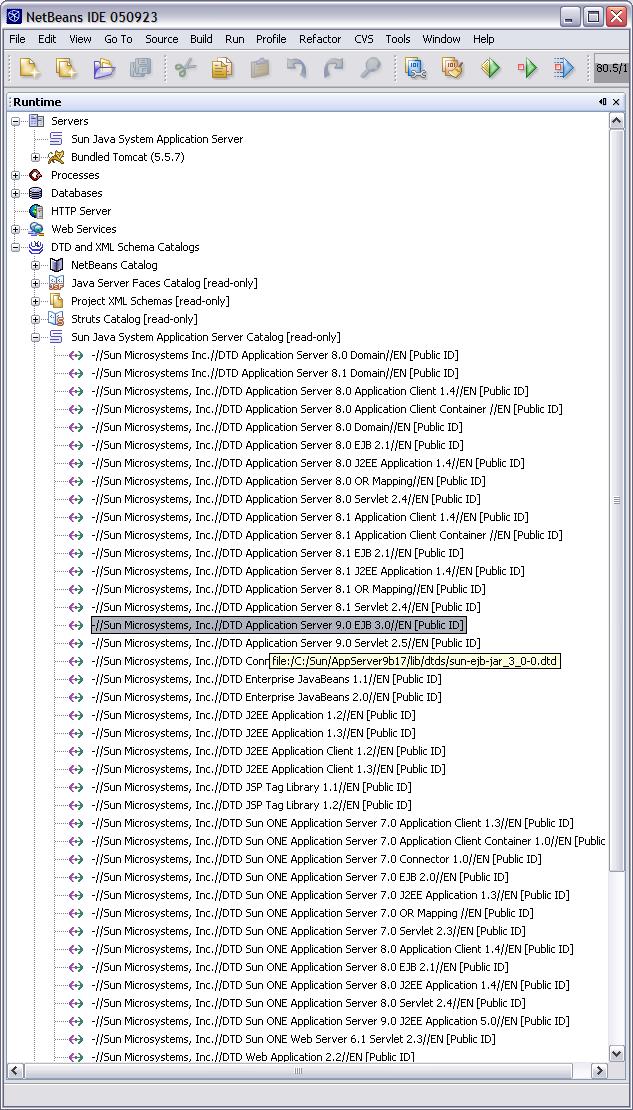 NetBeans IDE 050923
File Edit View Go To Source Build Run Profile Refactor CVS Tools Window Help
80.5/1
Runtime
Servers
Sun Java System Application Server
Bundled Tomcat (5.5.7)
Processes
Databases
HTTP Server
Web Services
DTD and XML Schema Catalogs
NetBeans Catalog
Java Server Faces Catalog [read-only]
Project XML Schemas [read-only]
Struts Catalog [read-only]
Sun Java System Application Server Catalog [read-only]
-//Sun Microsystems Inc.//DTD Application Server 8.0 Domain//EN [Public ID]
-//Sun Microsystems Inc.//DTD Application Server 8.1 Domain//EN [Public ID]
-//Sun Microsystems, Inc.//DTD Application Server 8.0 Application Client 1.4//EN [Public ID]
-//Sun Microsystems, Inc.//DTD Application Server 8.0 Application Client Container //EN [Public ID]
-//Sun Microsystems, Inc.//DTD Application Server 8.0 Domain//EN [Public ID]
-//Sun Microsystems, Inc.//DTD Application Server 8.0 EJB 2.1//EN [Public ID]
-//Sun Microsystems, Inc.//DTD Application Server 8.0 J2EE Application 1.4//EN [Public ID]
-//Sun Microsystems, Inc.//DTD Application Server 8.0 OR Mapping//EN [Public ID]
-//Sun Microsystems, Inc.//DTD Application Server 8.0 Servlet 2.4//EN [Public ID]
-//Sun Microsystems, Inc.//DTD Application Server 8.1 Application Client 1.4//EN [Public ID]
-//Sun Microsystems, Inc.//DTD Application Server 8.1 Application Client Container //EN [Public ID]
-//Sun Microsystems, Inc.//DTD Application Server 8.1 EJB 2.1//EN [Public ID]
-//Sun Microsystems, Inc.//DTD Application Server 8.1 J2EE Application 1.4//EN [Public ID]
-//Sun Microsystems, Inc.//DTD Application Server 8.1 OR Mapping//EN [Public ID]
-//Sun Microsystems, Inc.//DTD Application Server 8.1 Servlet 2.4//EN [Public ID]
-//Sun Microsystems, Inc.//DTD Application Server 9.0 EJB 3.0//EN [Public ID]
-//Sun Microsystems, Inc.//DTD Application Server 9.0 Servlet 2.5//EN [Public ID]
-//Sun Microsystems, Inc.//DTD Conr file:/C:/Sun/AppServer9b17/lib/dtds/sun-ejb-jar_3_0-0.dtd
-//Sun Microsystems, Inc.//DTD Enterprise JavaBeans 1.1//EN [Public ID]
-//Sun Microsystems, Inc.//DTD Enterprise JavaBeans 2.0//EN [Public ID]
-//Sun Microsystems, Inc.//DTD J2EE Application 1.2//EN [Public ID]
-//Sun Microsystems, Inc.//DTD J2EE Application 1.3//EN [Public ID]
-//Sun Microsystems, Inc.//DTD J2EE Application Client 1.2//EN [Public ID]
-//Sun Microsystems, Inc.//DTD J2EE Application Client 1.3//EN [Public ID]
-//Sun Microsystems, Inc.//DTD JSP Tag Library 1.1//EN [Public ID]
-//Sun Microsystems, Inc.//DTD JSP Tag Library 1.2//EN [Public ID]
-//Sun Microsystems, Inc.//DTD Sun ONE Application Server 7.0 Application Client 1.3//EN [Public ID]
-//Sun Microsystems, Inc.//DTD Sun ONE Application Server 7.0 Application Client Container 1.0//EN [Public
-//Sun Microsystems, Inc.//DTD Sun ONE Application Server 7.0 Connector 1.0//EN [Public ID]
-//Sun Microsystems, Inc.//DTD Sun ONE Application Server 7.0 EJB 2.0//EN [Public ID]
-//Sun Microsystems, Inc.//DTD Sun ONE Application Server 7.0 J2EE Application 1.3//EN [Public ID]
-//Sun Microsystems, Inc.//DTD Sun ONE Application Server 7.0 OR Mapping //EN [Public ID]
-//Sun Microsystems, Inc.//DTD Sun ONE Application Server 7.0 Servlet 2.3//EN [Public ID]
-//Sun Microsystems, Inc.//DTD Sun ONE Application Server 8.0 Application Client 1.4//EN [Public ID]
-//Sun Microsystems, Inc.//DTD Sun ONE Application Server 8.0 EJB 2.1//EN [Public ID]
-//Sun Microsystems, Inc.//DTD Sun ONE Application Server 8.0 J2EE Application 1.4//EN [Public ID]
-//Sun Microsystems, Inc.//DTD Sun ONE Application Server 8.0 Servlet 2.4//EN [Public ID]
-//Sun Microsystems, Inc.//DTD Sun ONE Application Server 9.0 J2EE Application 5.0//EN [Public ID]
-//Sun Microsystems, Inc.//DTD Sun ONE Web Server 6.1 Servlet 2.3//EN [Public ID]
-//Sun Microsystems, Inc.//DTD Web Application 2.2//EN [Public ID]